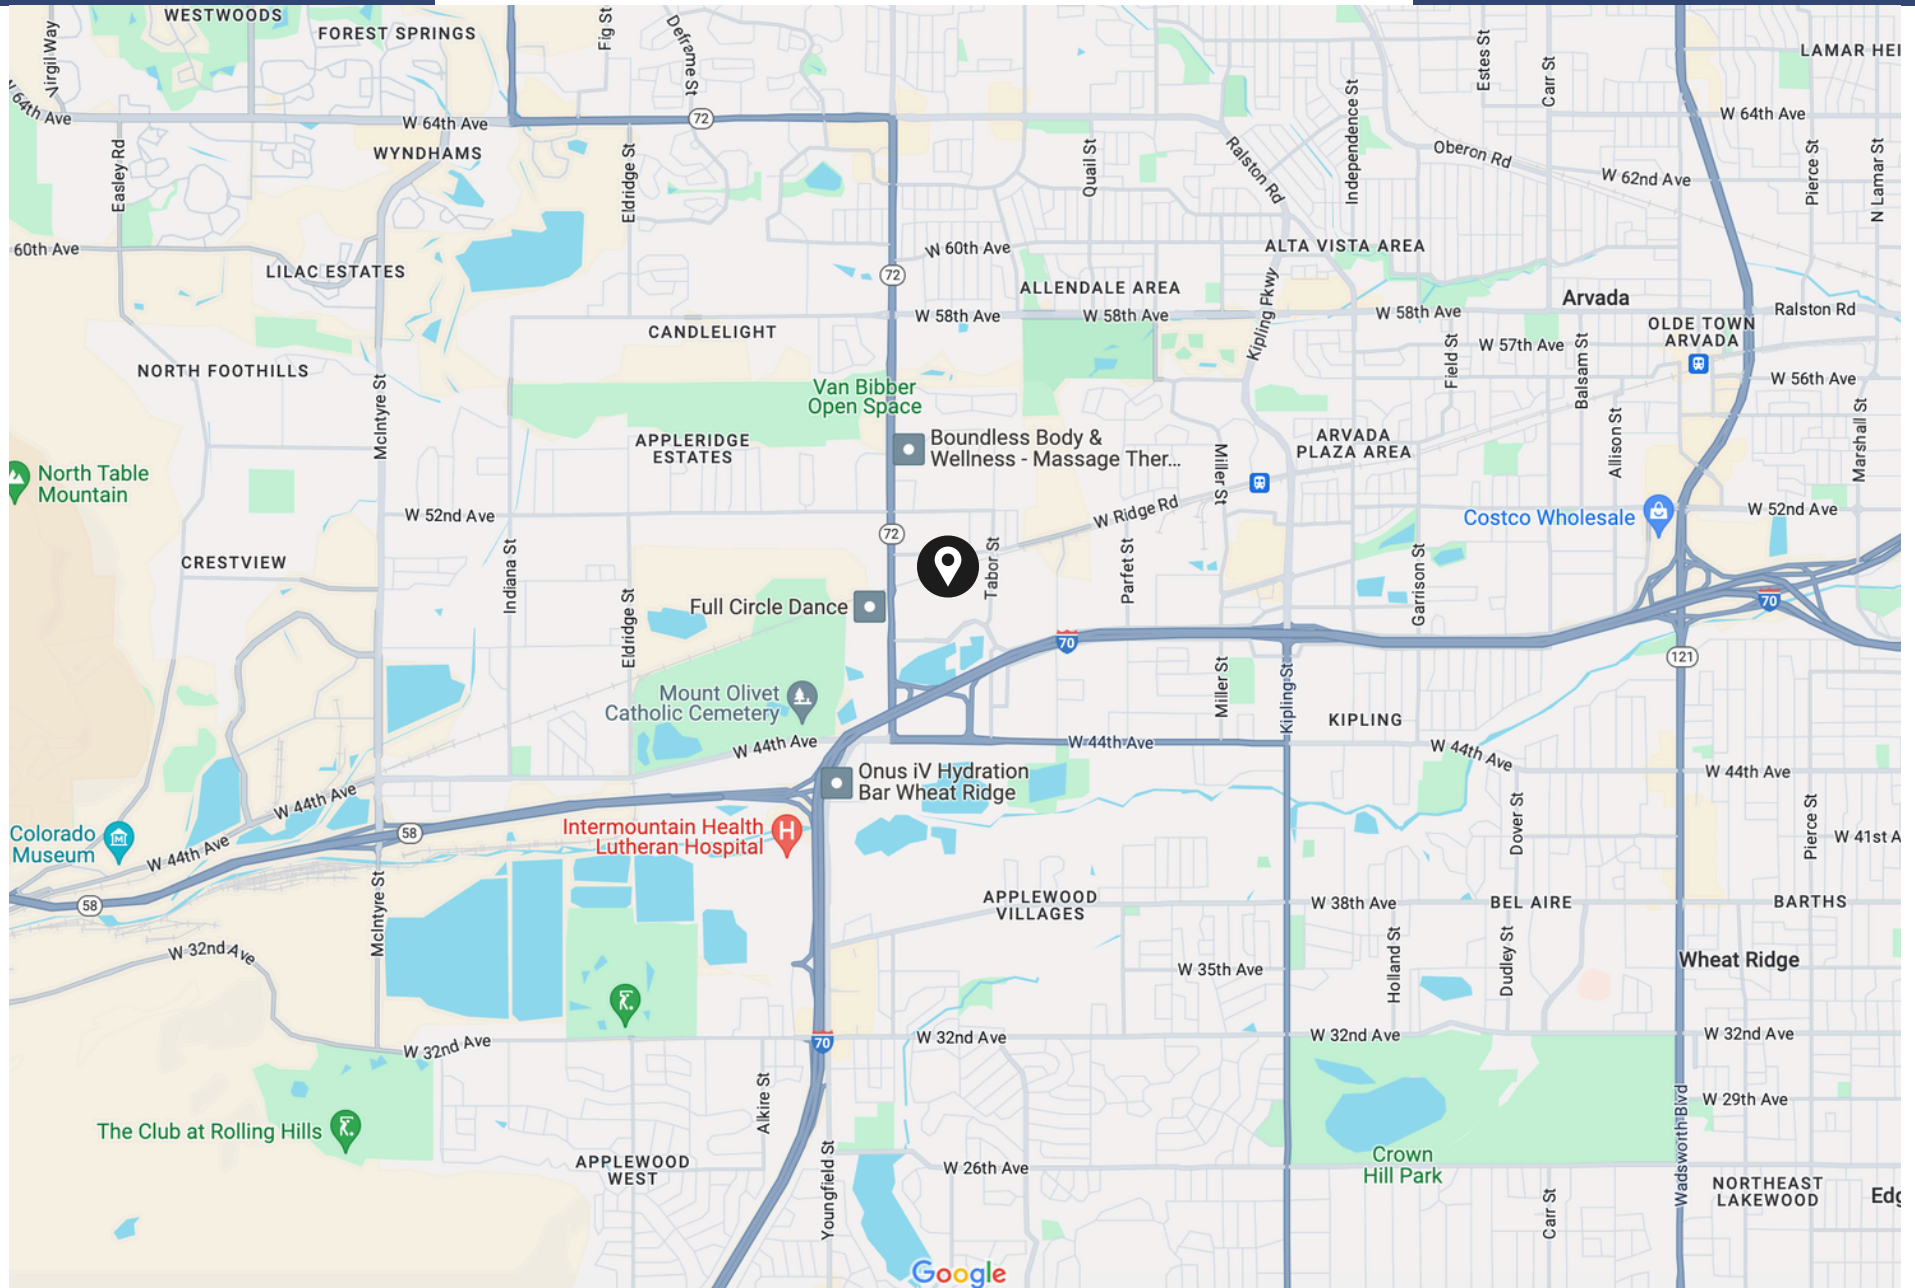 WESTWOODS
FOREST SPRINGS
Virgil Way
Fig St
Deframe St
Estes St
Carr St
LAMAR HEI
W 64th Ave
W 64th Ave
72
W 64th Ave
WYNDHAMS
Easley Rd
Eldridge St
Quail St
Ralston Rd
Independence St
Oberon Rd
W 62nd Ave
Pierce St
N Lamar St
60th Ave
LILAC ESTATES
72
W 60th Ave
ALTA VISTA AREA
ALLENDALE AREA
Kipling Pkwy
Arvada
W 58th Ave
W 58th Ave
W 58th Ave
Ralston Rd
CANDLELIGHT
OLDE TOWN
ARVADA
Field St
W 57th Ave
Balsam St
NORTH FOOTHILLS
McIntyre St
W 56th Ave
Van Bibber
Open Space
Marshall St
Allison St
APPLERIDGE
ESTATES
Boundless Body &
Wellness - Massage Ther...
Miller St
ARVADA
PLAZA AREA
North Table
Mountain
W 52nd Ave
W Ridge Rd
Costco Wholesale
W 52nd Ave
72
CRESTVIEW
Indiana St
Tabor St
Parfet St
Garrison St
Eldridge St
Full Circle Dance
70
70
121
Mount Olivet
Catholic Cemetery
Miller St
Kipling St
KIPLING
W 44th Ave
W 44th Ave
W 44th Ave
W 44th Ave
Onus iV Hydration
Bar Wheat Ridge
W 44th Ave
Dover St
Pierce St
Colorado
Museum
58
Intermountain Health
Lutheran Hospital
W 41st A
W 44th Ave
58
McIntyre St
APPLEWOOD
VILLAGES
W 38th Ave
BEL AIRE
BARTHS
W 32nd Ave
Holland St
Dudley St
W 35th Ave
Wheat Ridge
W 32nd Ave
70
W 32nd Ave
W 32nd Ave
W 32nd Ave
Alkire St
Wadsworth Blvd
W 29th Ave
The Club at Rolling Hills
APPLEWOOD
WEST
Youngfield St
W 26th Ave
Crown
Hill Park
Carr St
NORTHEAST
LAKEWOOD
Edg
Google